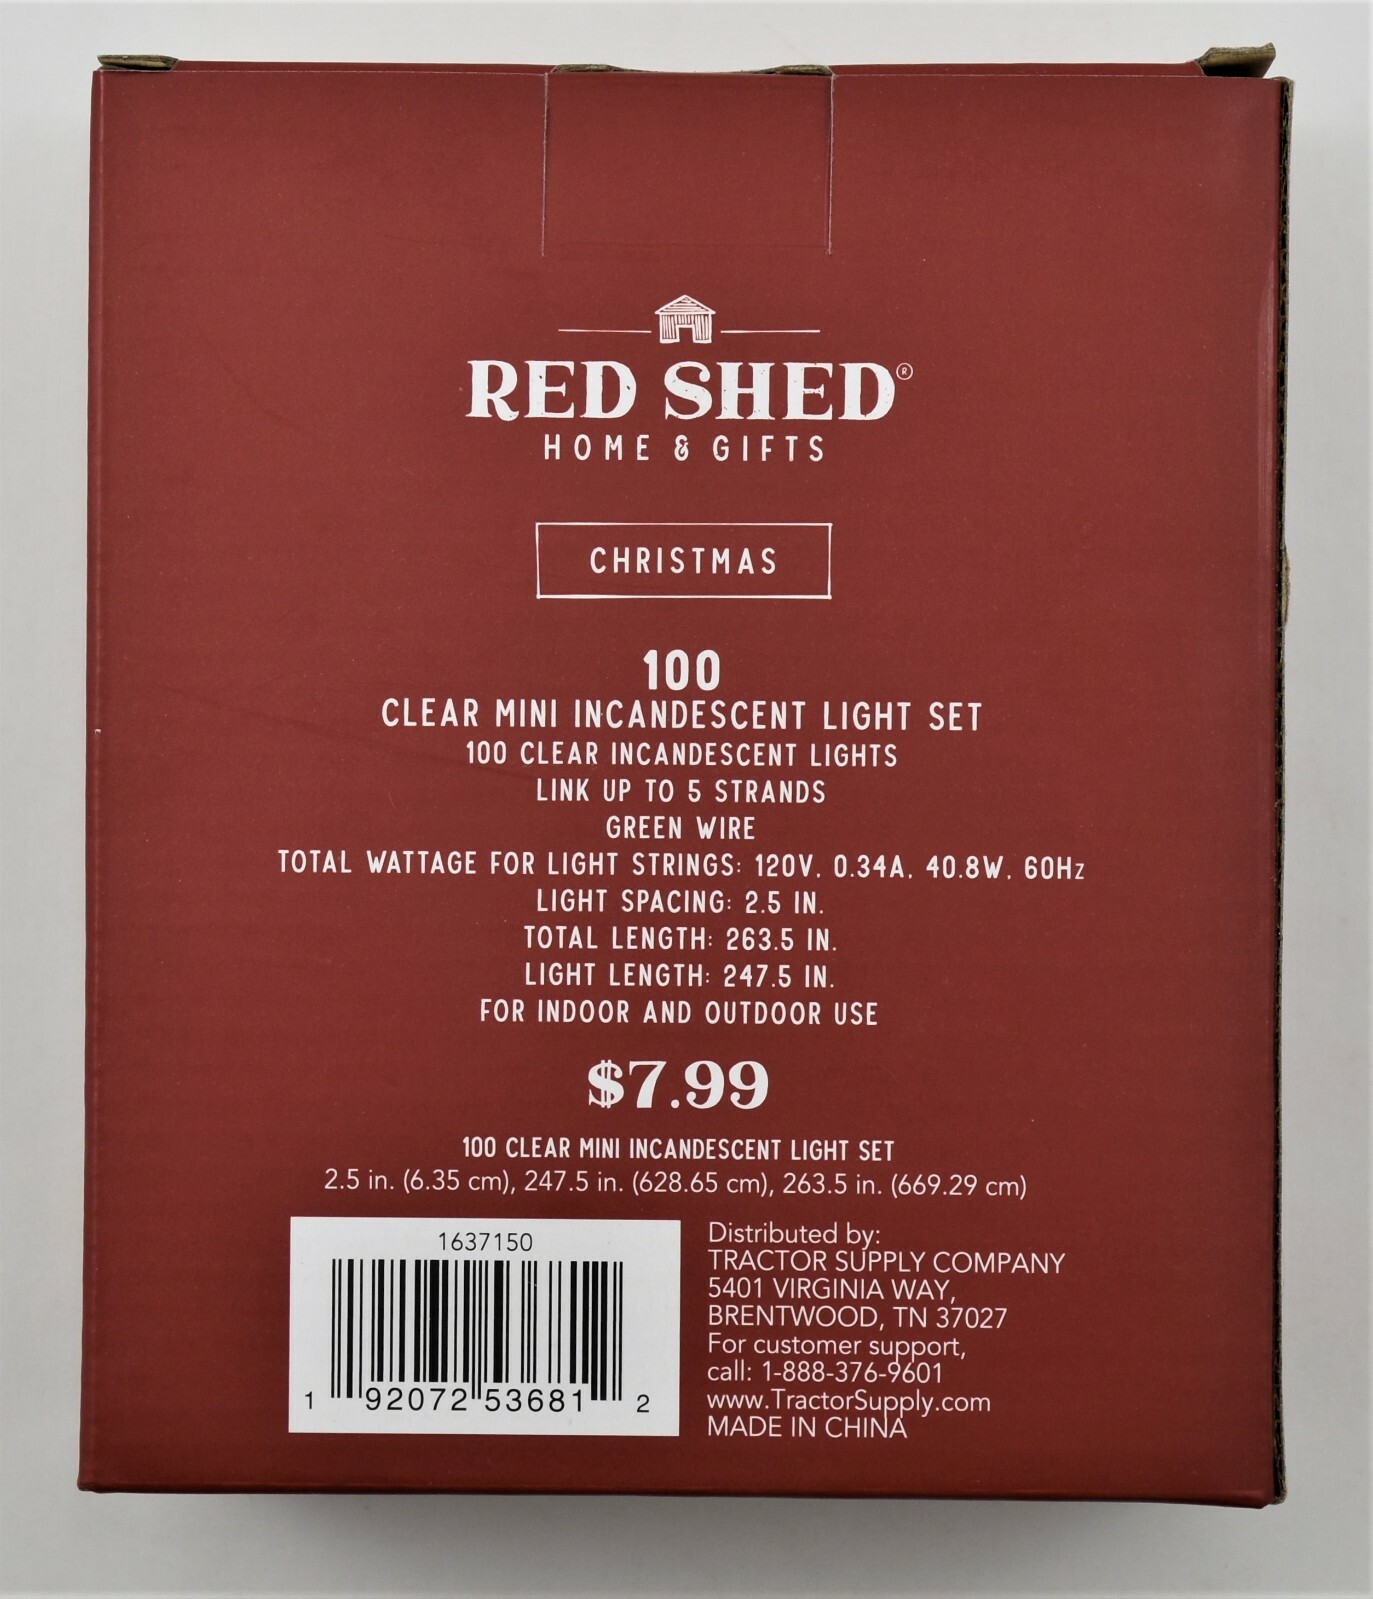 RED SHED®
HOME & GIFTS
CHRISTMAS
100
CLEAR MINI INCANDESCENT LIGHT SET
100 CLEAR INCANDESCENT LIGHTS
LINK UP TO 5 STRANDS
GREEN WIRE
TOTAL WATTAGE FOR LIGHT STRINGS: 120V, 0.34A, 40.8W, 60Hz
LIGHT SPACING: 2.5 IN.
TOTAL LENGTH: 263.5 IN.
LIGHT LENGTH: 247.5 IN.
FOR INDOOR AND OUTDOOR USE
$7.99
100 CLEAR MINI INCANDESCENT LIGHT SET
2.5 in. (6.35 cm), 247.5 in. (628.65 cm), 263.5 in. (669.29 cm)
1637150
1 92072 53681 2
Distributed by:
TRACTOR SUPPLY COMPANY
5401 VIRGINIA WAY,
BRENTWOOD, TN 37027
For customer support,
call: 1-888-376-9601
www.TractorSupply.com
MADE IN CHINA